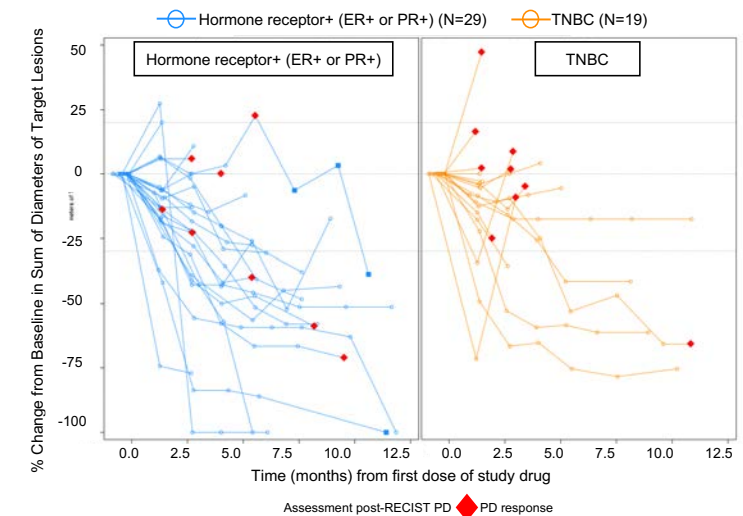 Hormone receptor+ (ER+ or PR+) (N=29) TNBC (N=19)
Hormone receptor+ (ER+ or PR+) TNBC
% Change from Baseline in Sum of Diameters of Target Lesions
50
25
0
-25
-50
-75
-100
0.0 2.5 5.0 7.5 10.0 12.5 0.0 2.5 5.0 7.5 10.0 12.5
Time (months) from first dose of study drug
Assessment post-RECIST PD PD response